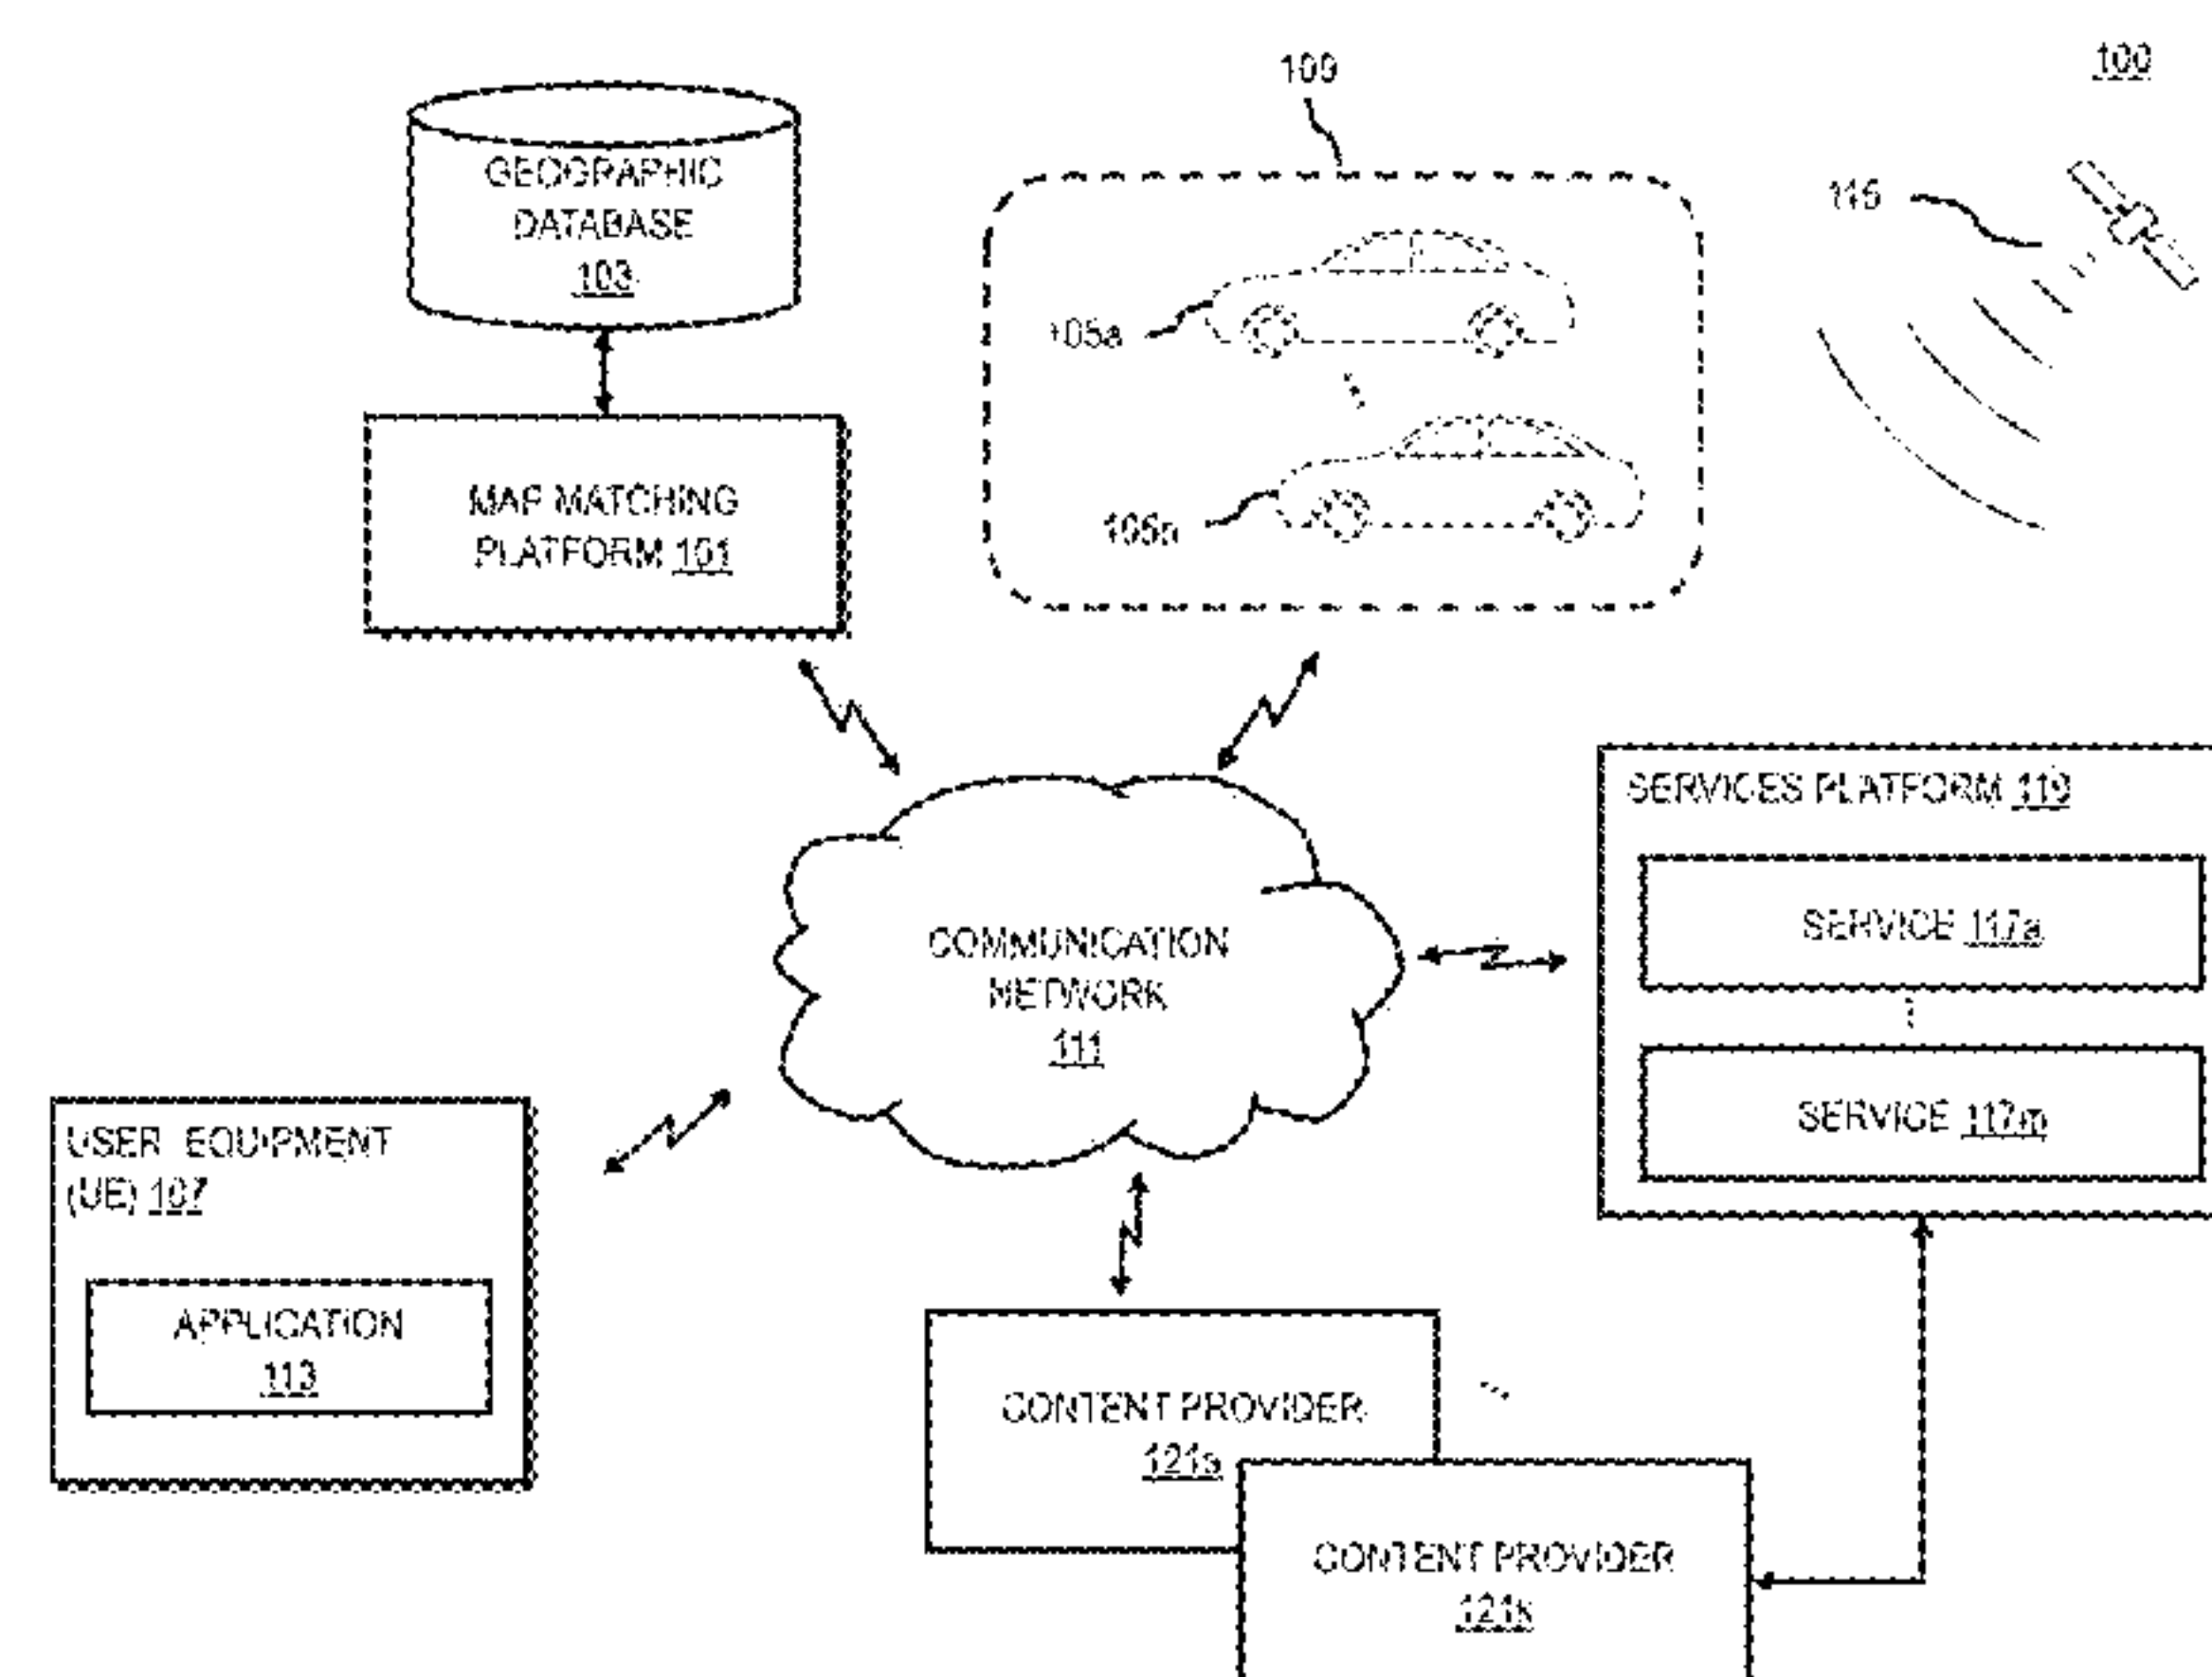 100
109
GEOGRAPHIC
DATABASE
103
115
105a
MAP MATCHING
PLATFORM 101
105n
SERVICES PLATFORM 119
SERVICE 117a
COMMUNICATION
NETWORK
111
SERVICE 117m
USER EQUIPMENT
(UE) 107
APPLICATION
113
CONTENT PROVIDER
121a
CONTENT PROVIDER
121k